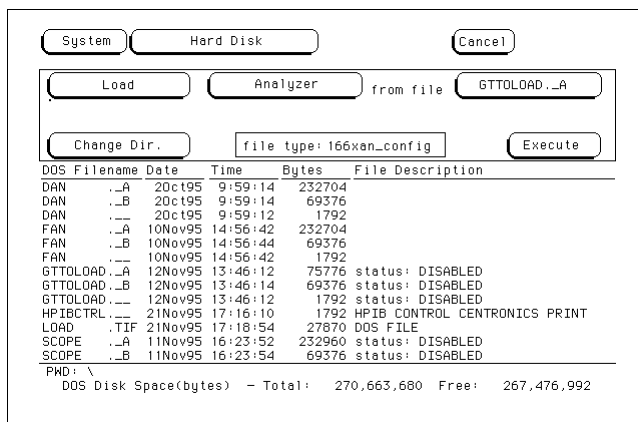 System Hard Disk Cancel
Load Analyzer from file GTTOLOAD._A
Change Dir. file type: 166xan_config Execute
DOS Filename Date Time Bytes File Description
DAN ._A 2Oct95 9:59:14 232704
DAN ._B 2Oct95 9:59:14 69376
DAN .__ 2Oct95 9:59:12 1792
FAN ._A 10Nov95 14:56:42 232704
FAN ._B 10Nov95 14:56:44 69376
FAN .__ 10Nov95 14:56:42 1792
GTTOLOAD._A 12Nov95 13:46:12 75776 status: DISABLED
GTTOLOAD._B 12Nov95 13:46:14 69376 status: DISABLED
GTTOLOAD.__ 12Nov95 13:46:12 1792 status: DISABLED
HPIBCTRL.__ 21Nov95 17:16:10 1792 HPIB CONTROL CENTRONICS PRINT
LOAD .TIF 21Nov95 17:18:54 27870 DOS FILE
SCOPE ._A 11Nov95 16:23:52 232960 status: DISABLED
SCOPE ._B 11Nov95 16:23:54 69376 status: DISABLED
PWD: \
DOS Disk Space(bytes) - Total: 270,663,680 Free: 267,476,992